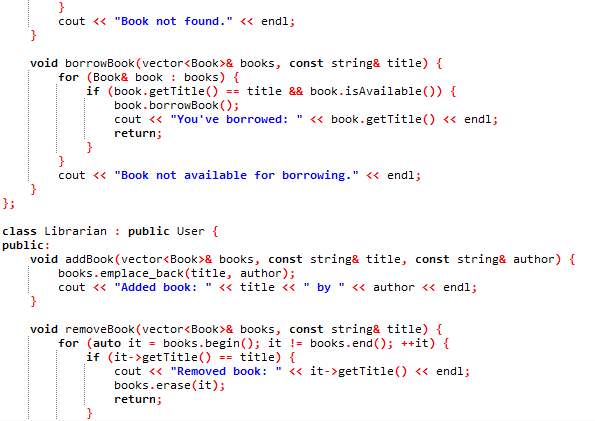 }
        cout << "Book not found." << endl;
    }

    void borrowBook(vector<Book>& books, const string& title) {
        for (Book& book : books) {
            if (book.getTitle() == title && book.isAvailable()) {
                book.borrowBook();
                cout << "You've borrowed: " << book.getTitle() << endl;
                return;
            }
        }
        cout << "Book not available for borrowing." << endl;
    }
};

class Librarian : public User {
public:
    void addBook(vector<Book>& books, const string& title, const string& author) {
        books.emplace_back(title, author);
        cout << "Added book: " << title << " by " << author << endl;
    }

    void removeBook(vector<Book>& books, const string& title) {
        for (auto it = books.begin(); it != books.end(); ++it) {
            if (it->getTitle() == title) {
                cout << "Removed book: " << it->getTitle() << endl;
                books.erase(it);
                return;
            }